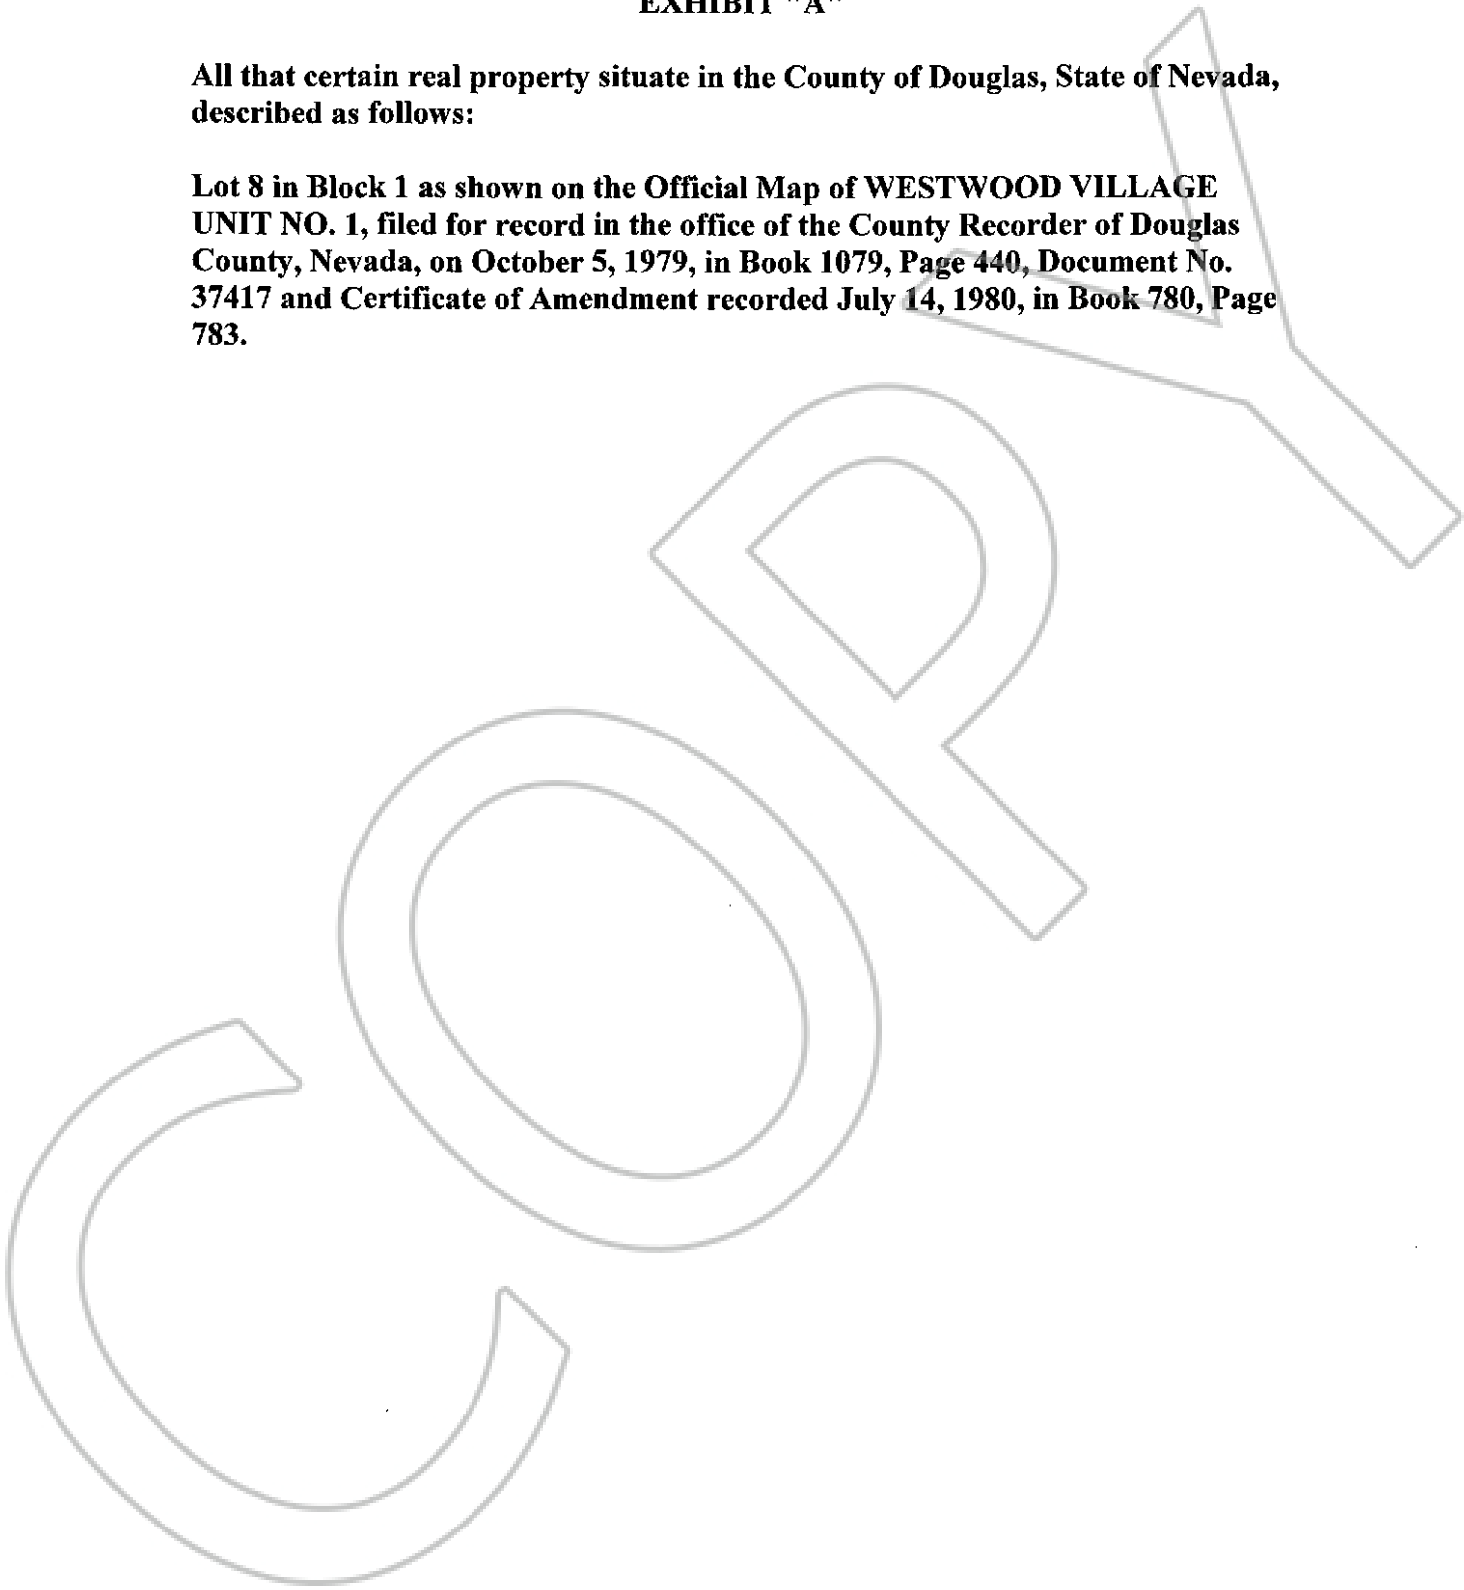 EXHIBIT "A"
All that certain real property situate in the County of Douglas, State of Nevada,
described as follows:
Lot 8 in Block 1 as shown on the Official Map of WESTWOOD VILLAGE
UNIT NO. 1, filed for record in the office of the County Recorder of Douglas
County, Nevada, on October 5, 1979, in Book 1079, Page 440, Document No.
37417 and Certificate of Amendment recorded July 14, 1980, in Book 780, Page
783.
COPY